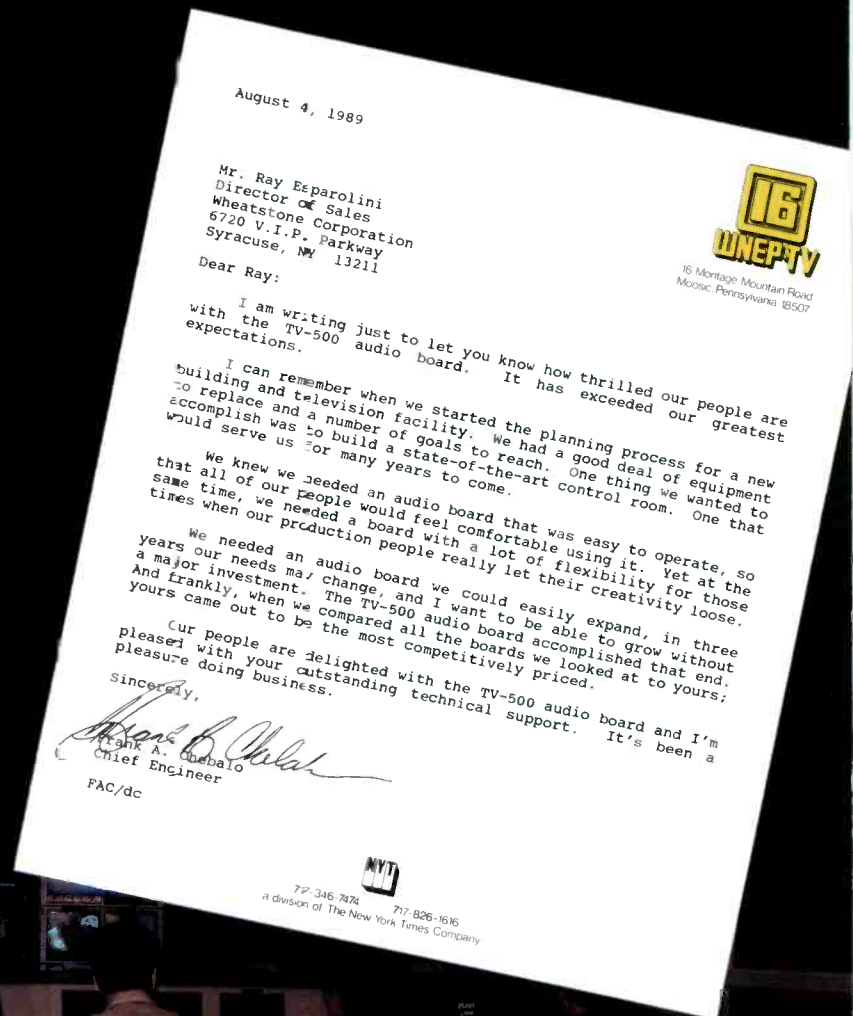 August 4, 1989
16
WNEP-TV
16 Montage Mountain Road
Moosic, Pennsylvania 18507
Mr. Ray Esparolini
Director of Sales
Wheatstone Corporation
6720 V.I.P. Parkway
Syracuse, NY 13211
Dear Ray:
I am writing just to let you know how thrilled our people are
with the TV-500 audio board. It has exceeded our greatest
expectations.
I can remember when we started the planning process for a new
building and television facility. We had a good deal of equipment
to replace and a number of goals to reach. One thing we wanted to
accomplish was to build a state-of-the-art control room. One that
would serve us for many years to come.
We knew we needed an audio board that was easy to operate, so
that all of our people would feel comfortable using it. Yet at the
same time, we needed a board with a lot of flexibility for those
times when our production people really let their creativity loose.
We needed an audio board we could easily expand, in three
years our needs may change, and I want to be able to grow without
a major investment. The TV-500 audio board accomplished that end.
And frankly, when we compared all the boards we looked at to yours;
yours came out to be the most competitively priced.
Our people are delighted with the TV-500 audio board and I'm
pleased with your outstanding technical support. It's been a
pleasure doing business.
Sincerely,
Frank A. Chebalo
Chief Engineer
FAC/dc
NYT
717-346-7474 717-826-1616
a division of The New York Times Company